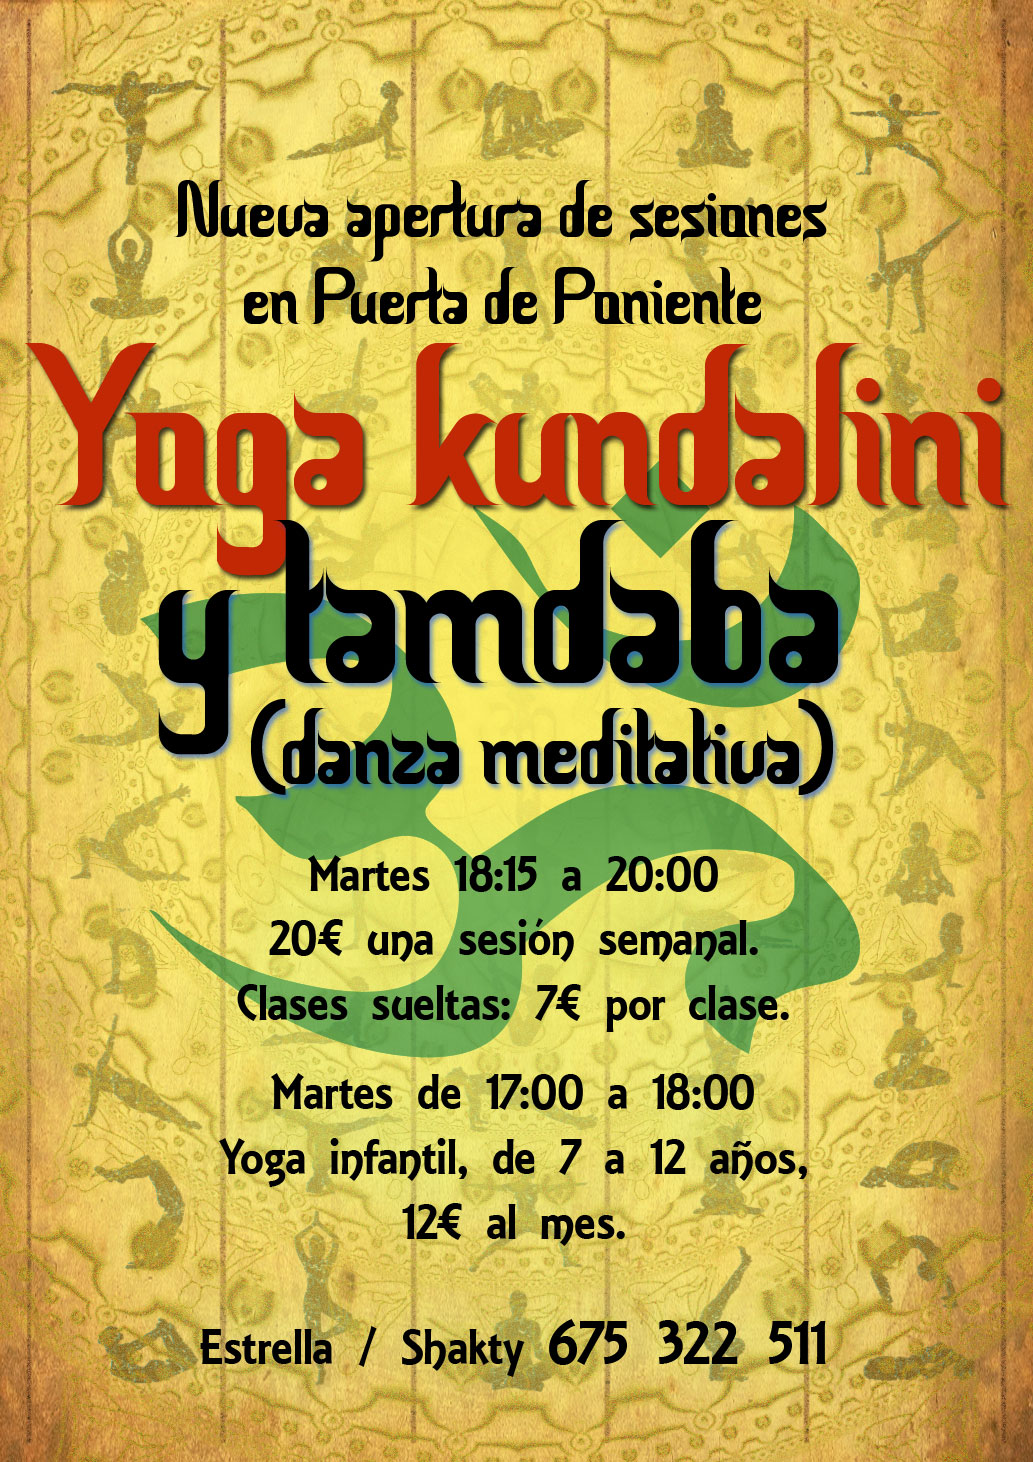 Nueva apertura de sesiones
en Puerta de Poniente
Yoga kundalini
y tamdaba
(danza meditativa)
Martes 18:15 a 20:00
20€ una sesión semanal.
Clases sueltas: 7€ por clase.
Martes de 17:00 a 18:00
Yoga infantil, de 7 a 12 años,
12€ al mes.
Estrella / Shakty 675 322 511